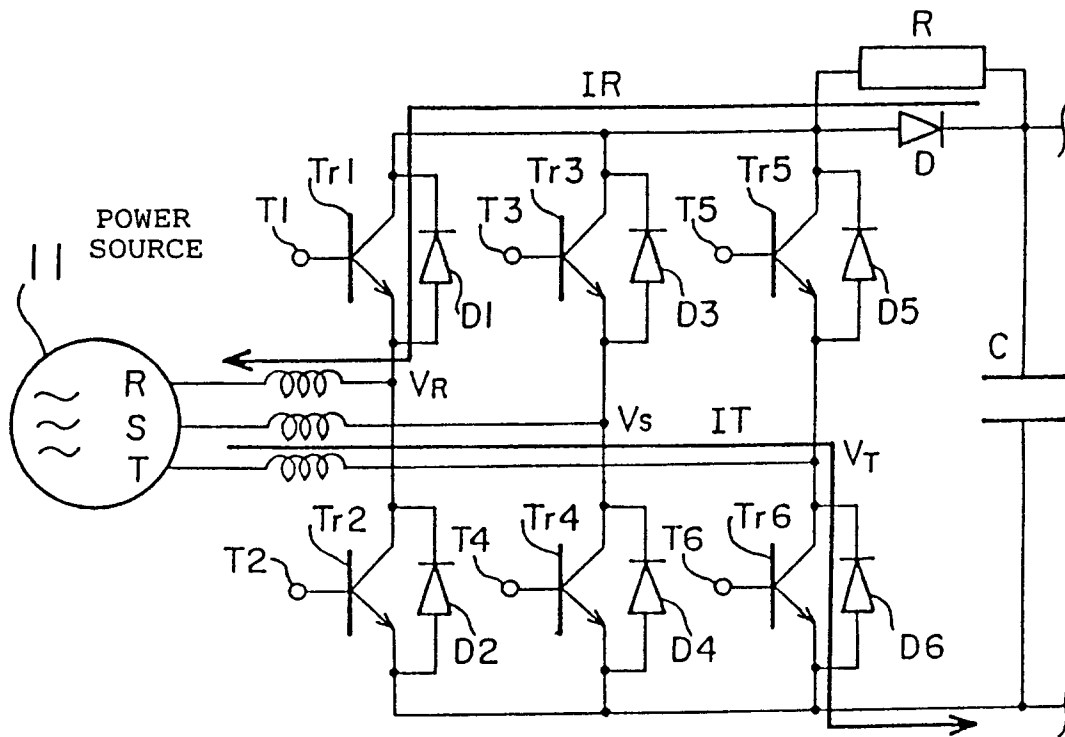 R
IR
D
Tr1
Tr3
Tr5
T1
T3
T5
POWER
SOURCE
11
D1
D3
D5
C
R
VR
S
Vs
IT
T
VT
Tr2
Tr4
Tr6
T2
T4
T6
D2
D4
D6